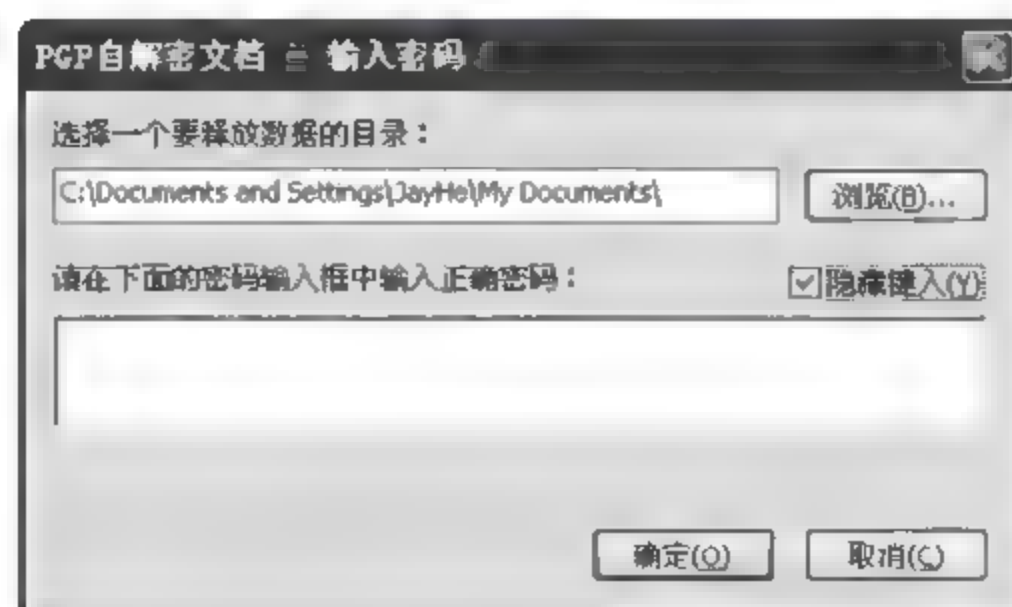 PGP自解密文档 - 输入密码
选择一个要释放数据的目录：
C:\Documents and Settings\JayHe\My Documents\
浏览(B)...
请在下面的密码输入框中输入正确密码：
隐藏键入(Y)
确定(O)
取消(C)